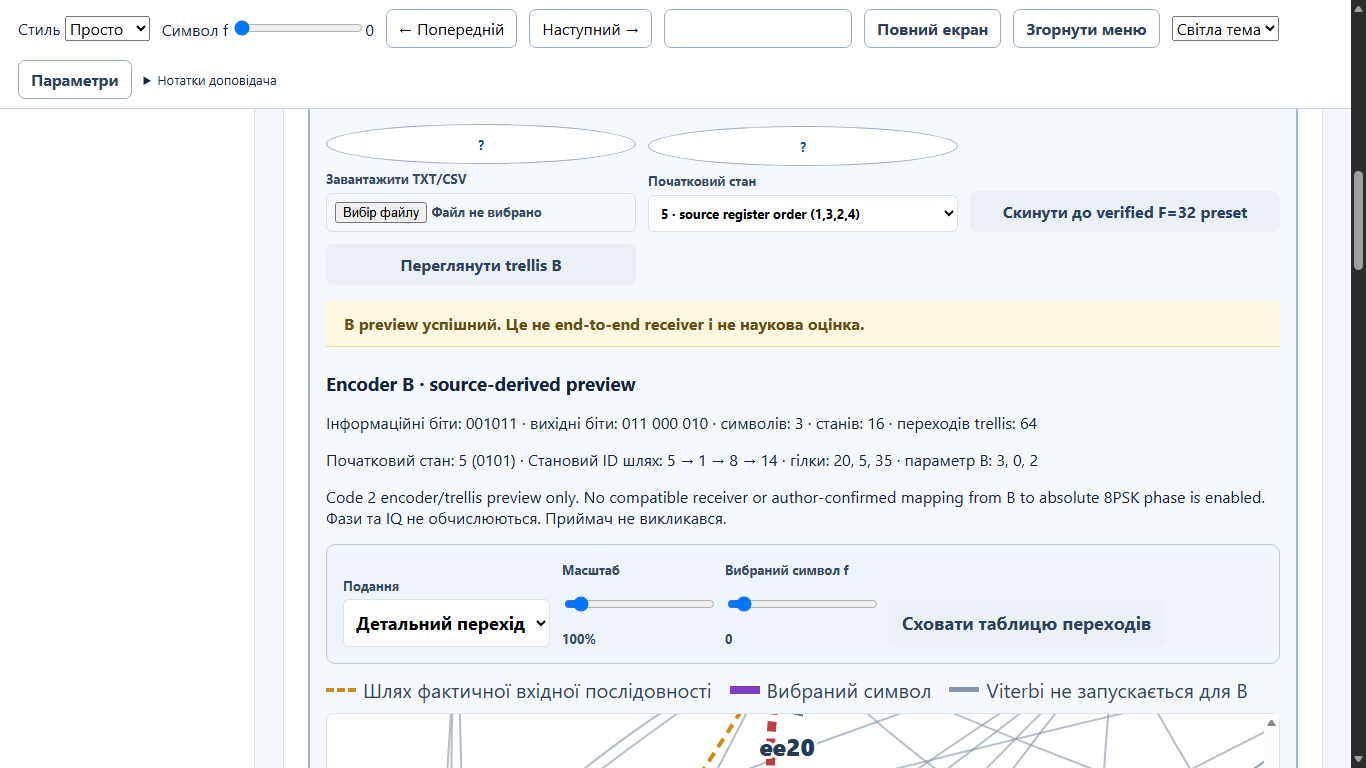 Стиль Просто Символ f 0 ← Попередній Наступний → Повний екран Згорнути меню Світла тема
Параметри ▶ Нотатки доповідача
? ?
Завантажити TXT/CSV Початковий стан
Вибір файлу Файл не вибрано 5 · source register order (1,3,2,4) Скинути до verified F=32 preset
Переглянути trellis B
B preview успішний. Це не end-to-end receiver і не наукова оцінка.
Encoder B · source-derived preview
Інформаційні біти: 001011 · вихідні біти: 011 000 010 · символів: 3 · станів: 16 · переходів trellis: 64
Початковий стан: 5 (0101) · Становий ID шлях: 5 → 1 → 8 → 14 · гілки: 20, 5, 35 · параметр B: 3, 0, 2
Code 2 encoder/trellis preview only. No compatible receiver or author-confirmed mapping from B to absolute 8PSK phase is enabled.
Фази та IQ не обчислюються. Приймач не викликався.
Подання Масштаб Вибраний символ f
Детальний перехід 100% 0 Сховати таблицю переходів
Шлях фактичної вхідної послідовності Вибраний символ Viterbi не запускається для B
ee20